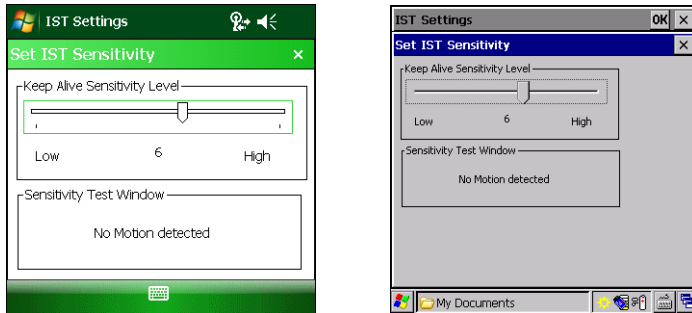 IST Settings
Set IST Sensitivity
Keep Alive Sensitivity Level
Low 6 High
Sensitivity Test Window
No Motion detected
IST Settings OK
Set IST Sensitivity
Keep Alive Sensitivity Level
Low 6 High
Sensitivity Test Window
No Motion detected
My Documents